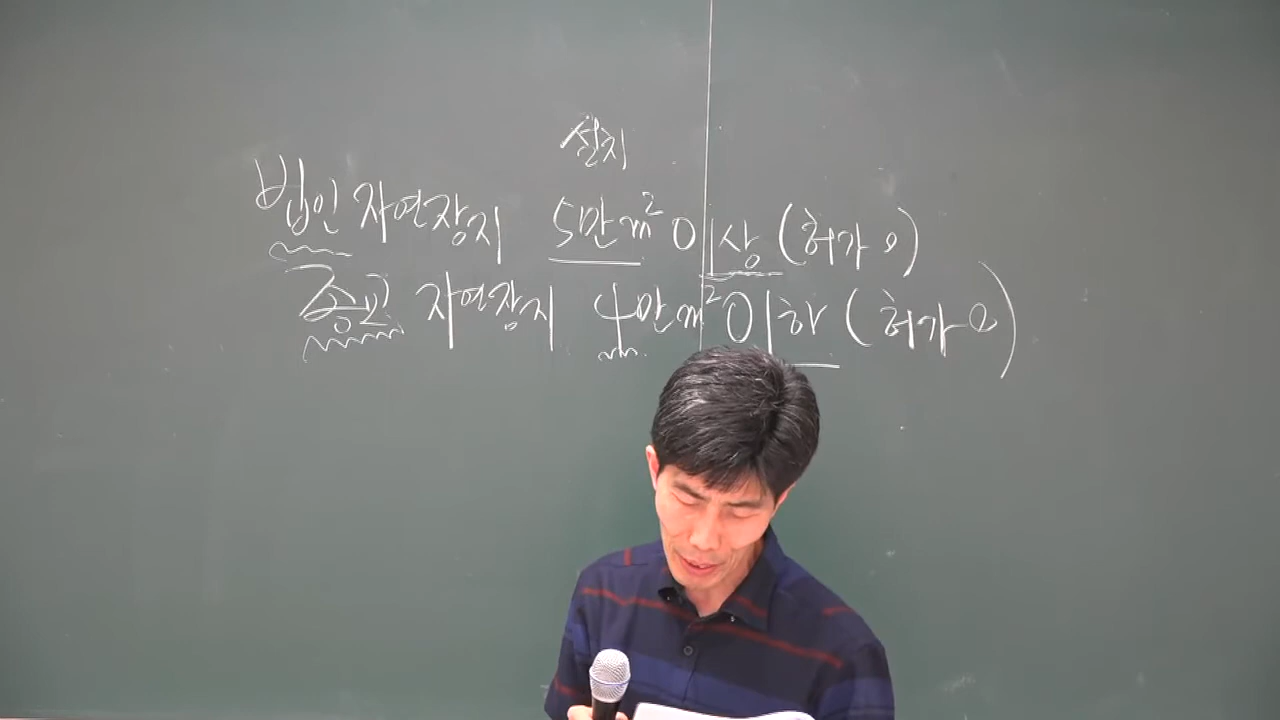 설치
법인 자연장지 5만m² 이상 (허가 o)
종교 자연장지 4만m² 이하 (허가 o)